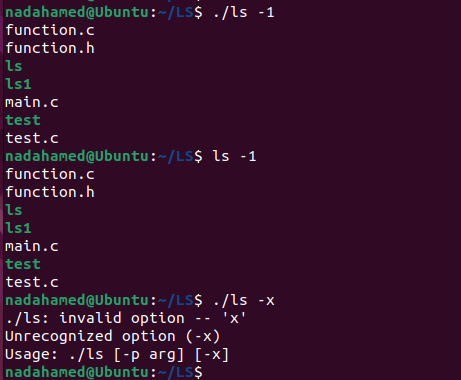 nadahamed@Ubuntu:~/LS$ ./ls -1
function.c
function.h
ls
ls1
main.c
test
test.c
nadahamed@Ubuntu:~/LS$ ls -1
function.c
function.h
ls
ls1
main.c
test
test.c
nadahamed@Ubuntu:~/LS$ ./ls -x
./ls: invalid option -- 'x'
Unrecognized option (-x)
Usage: ./ls [-p arg] [-x]
nadahamed@Ubuntu:~/LS$